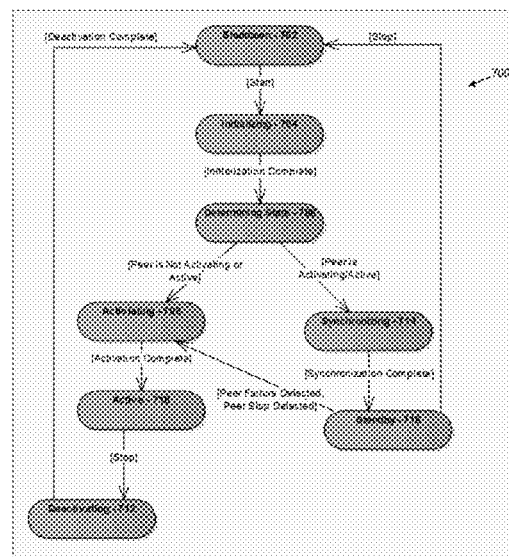 [Deactivation Complete]
Shutdown - 702
[Stop]
700
[Start]
Initializing - 704
[Initialization Complete]
Determining State - 706
[Peer is Not Activating or
Active]
[Peer is
Activating/Active]
Activating -
Synchronizing - 714
[Activation Complete]
[Synchronization Complete]
[Peer Failure Detected,
Peer Stop Detected]
Active - 710
Standby - 716
[Stop]
Deactivating - 712